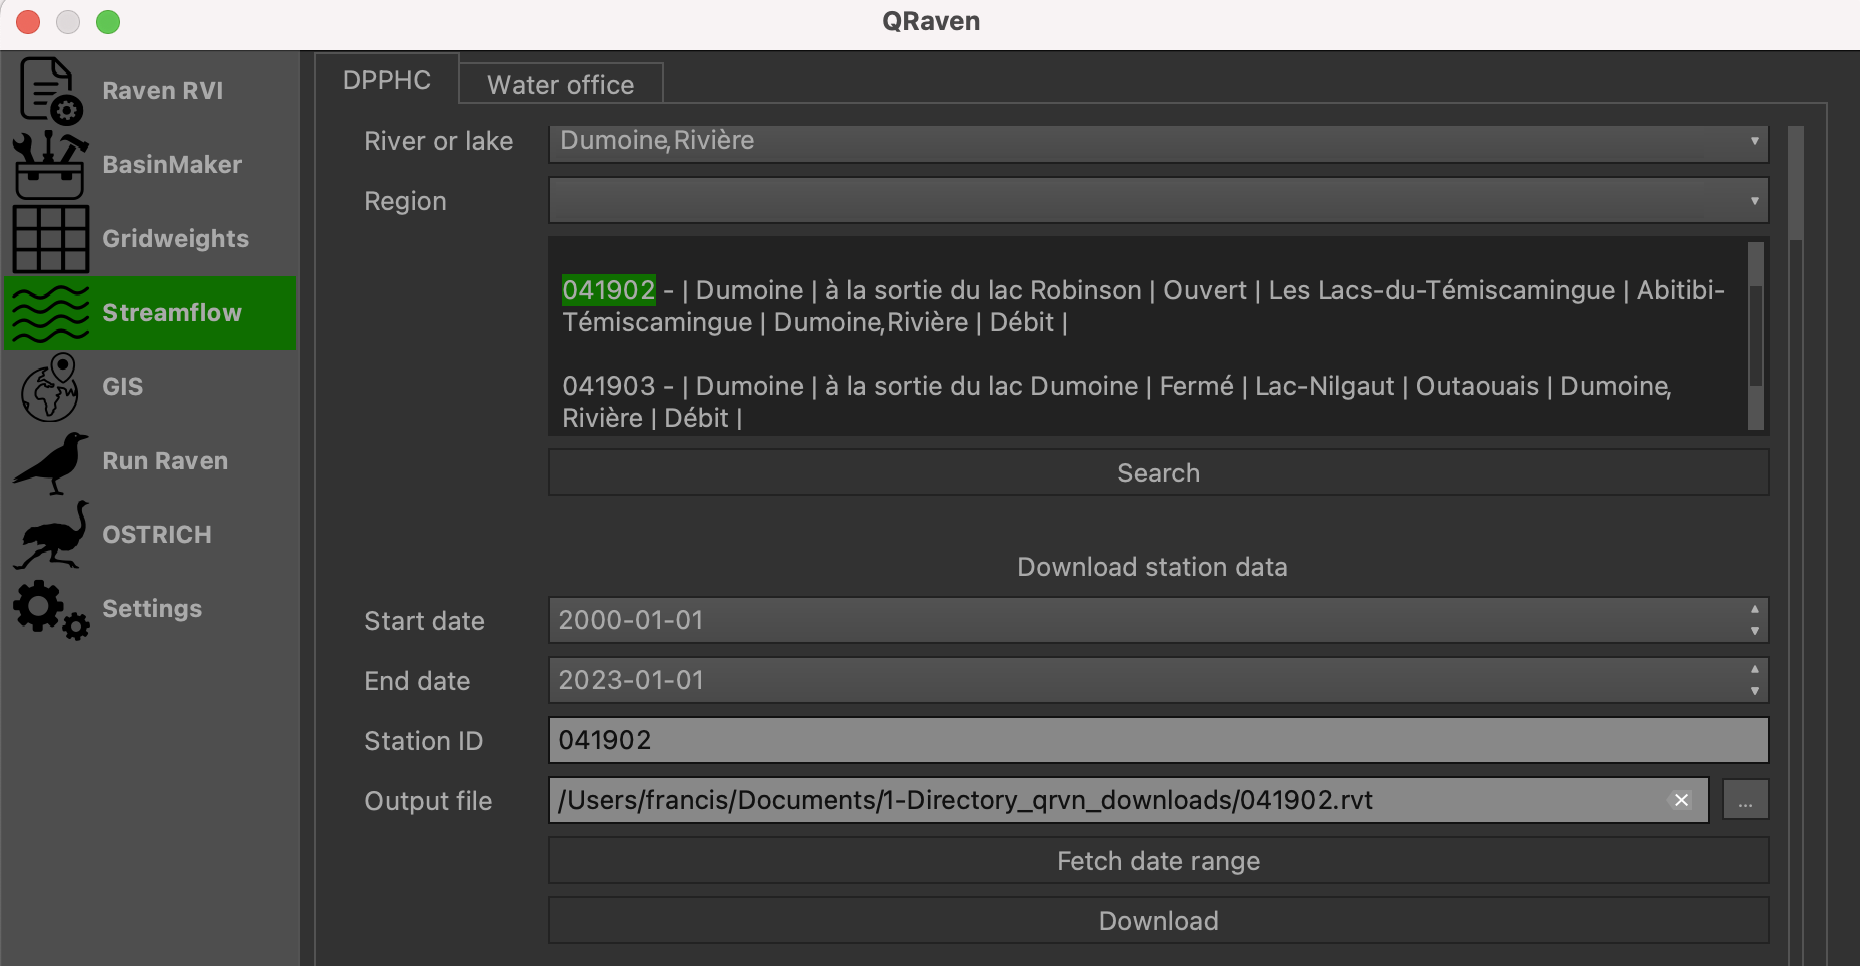 QRaven
Raven RVI
BasinMaker
Gridweights
Streamflow
GIS
Run Raven
OSTRICH
Settings
DPPHC
Water office
River or lake
Dumoine,Rivière
Region
041902 - | Dumoine | à la sortie du lac Robinson | Ouvert | Les Lacs-du-Témiscamingue | Abitibi-
Témiscamingue | Dumoine,Rivière | Débit |
041903 - | Dumoine | à la sortie du lac Dumoine | Fermé | Lac-Nilgaut | Outaouais | Dumoine,
Rivière | Débit |
Search
Download station data
Start date
2000-01-01
End date
2023-01-01
Station ID
041902
Output file
/Users/francis/Documents/1-Directory_qrvn_downloads/041902.rvt
...
Fetch date range
Download